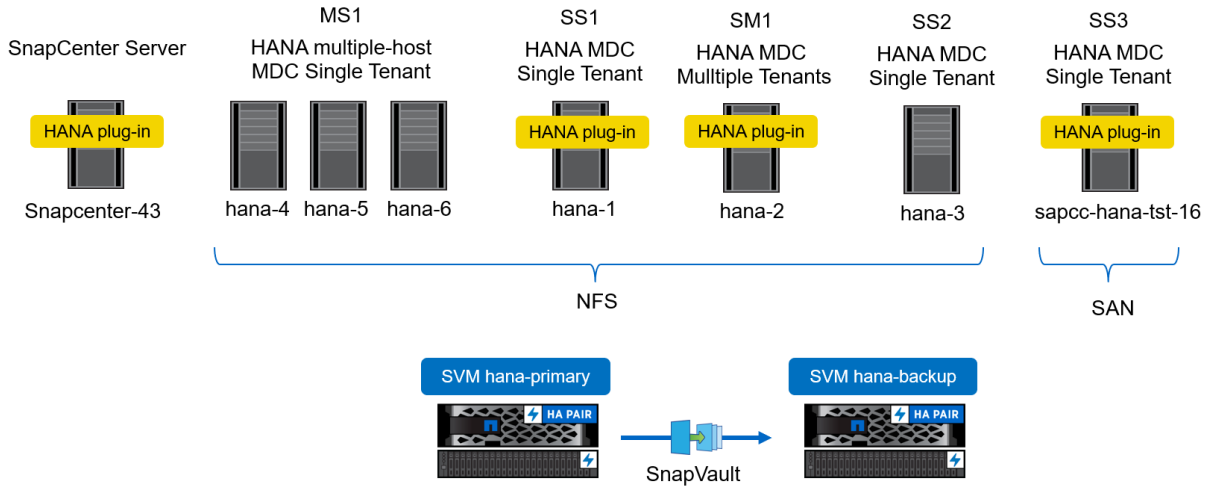 SnapCenter Server
MS1
HANA multiple-host
MDC Single Tenant
SS1
HANA MDC
Single Tenant
SM1
HANA MDC
Mulltiple Tenants
SS2
HANA MDC
Single Tenant
SS3
HANA MDC
Single Tenant
HANA plug-in
HANA plug-in
HANA plug-in
HANA plug-in
Snapcenter-43
hana-4
hana-5
hana-6
hana-1
hana-2
hana-3
sapcc-hana-tst-16
NFS
SAN
SVM hana-primary
SVM hana-backup
HA PAIR
HA PAIR
SnapVault